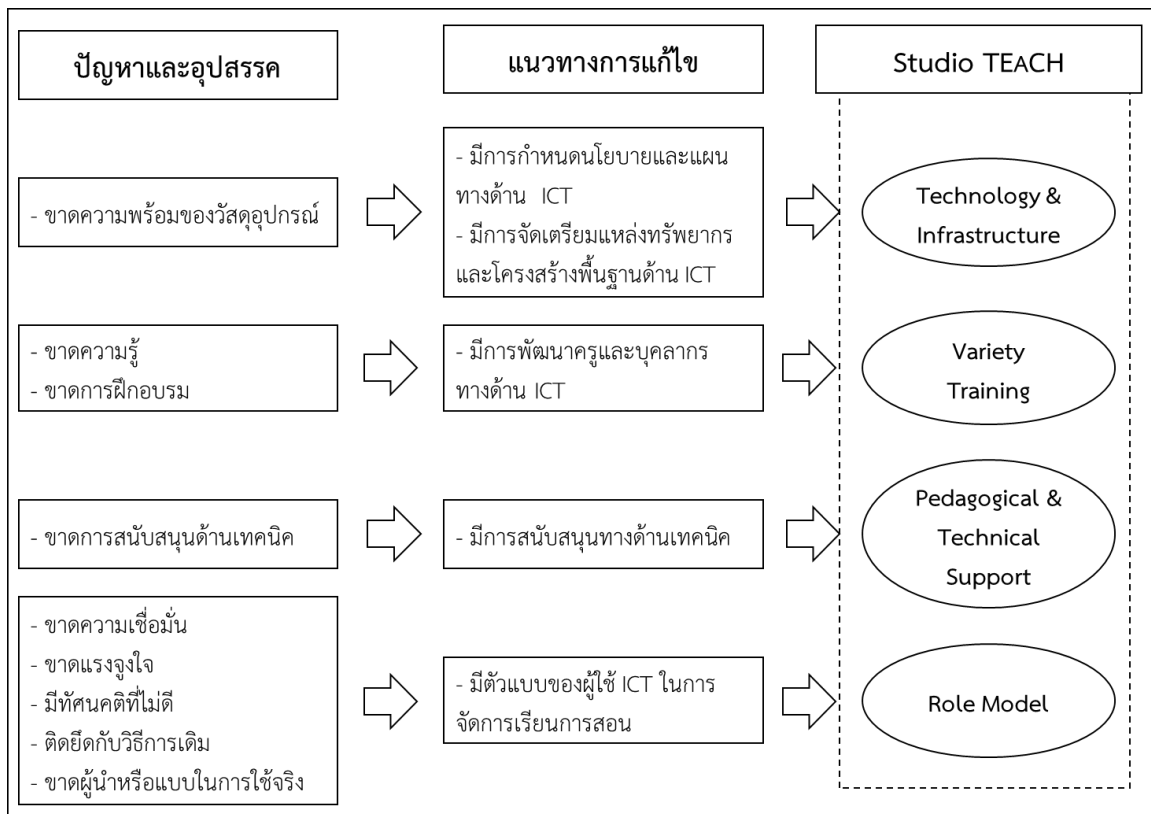 ปัญหาและอุปสรรค
แนวทางการแก้ไข
Studio TEACH
- ขาดความพร้อมของวัสดุอุปกรณ์
- มีการกำหนดนโยบายและแผน
ทางด้าน ICT
- มีการจัดเตรียมแหล่งทรัพยากร
และโครงสร้างพื้นฐานด้าน ICT
Technology &
Infrastructure
- ขาดความรู้
- ขาดการฝึกอบรม
- มีการพัฒนาครูและบุคลากร
ทางด้าน ICT
Variety
Training
- ขาดการสนับสนุนด้านเทคนิค
- มีการสนับสนุนทางด้านเทคนิค
Pedagogical &
Technical
Support
- ขาดความเชื่อมั่น
- ขาดแรงจูงใจ
- มีทัศนคติที่ไม่ดี
- ติดยึดกับวิธีการเดิม
- ขาดผู้นำหรือแบบในการใช้จริง
- มีตัวแบบของผู้ใช้ ICT ในการ
จัดการเรียนการสอน
Role Model